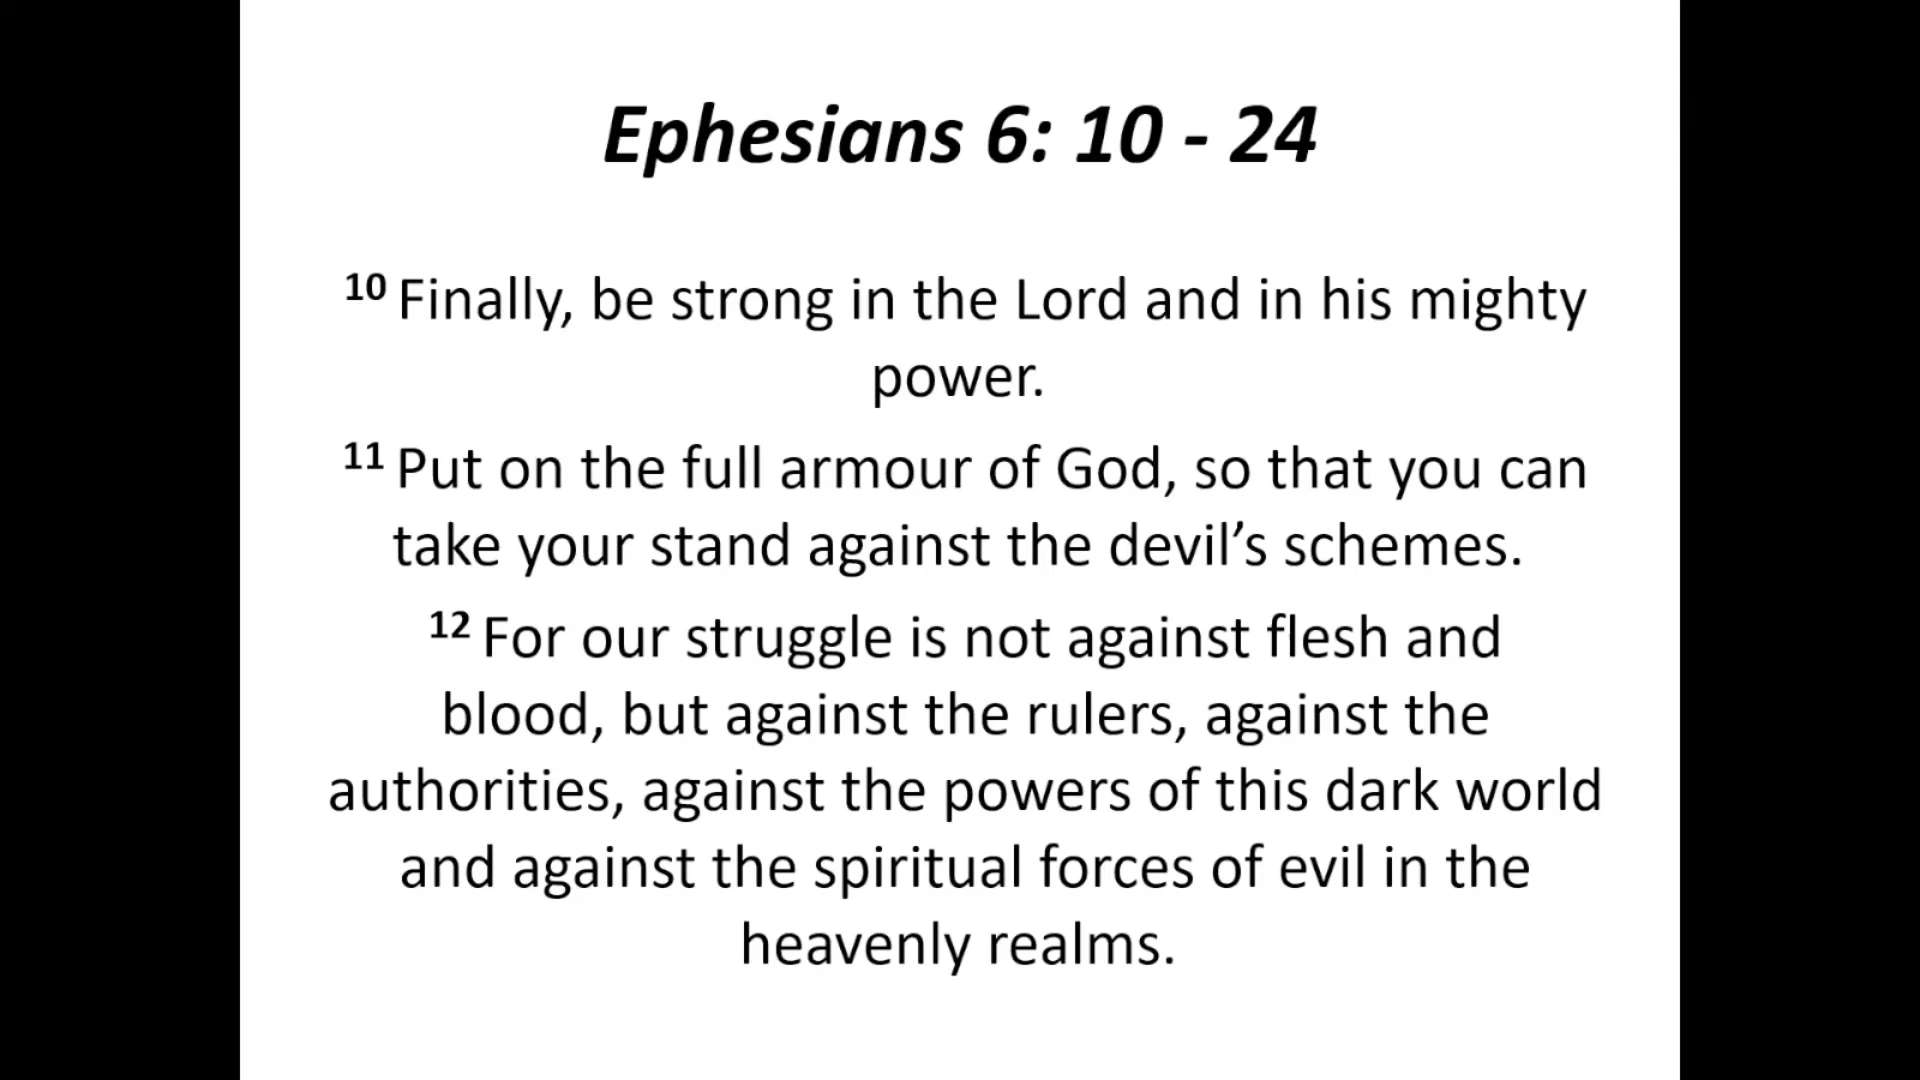 Ephesians 6: 10 - 24
10 Finally, be strong in the Lord and in his mighty
power.
11 Put on the full armour of God, so that you can
take your stand against the devil’s schemes.
12 For our struggle is not against flesh and
blood, but against the rulers, against the
authorities, against the powers of this dark world
and against the spiritual forces of evil in the
heavenly realms.